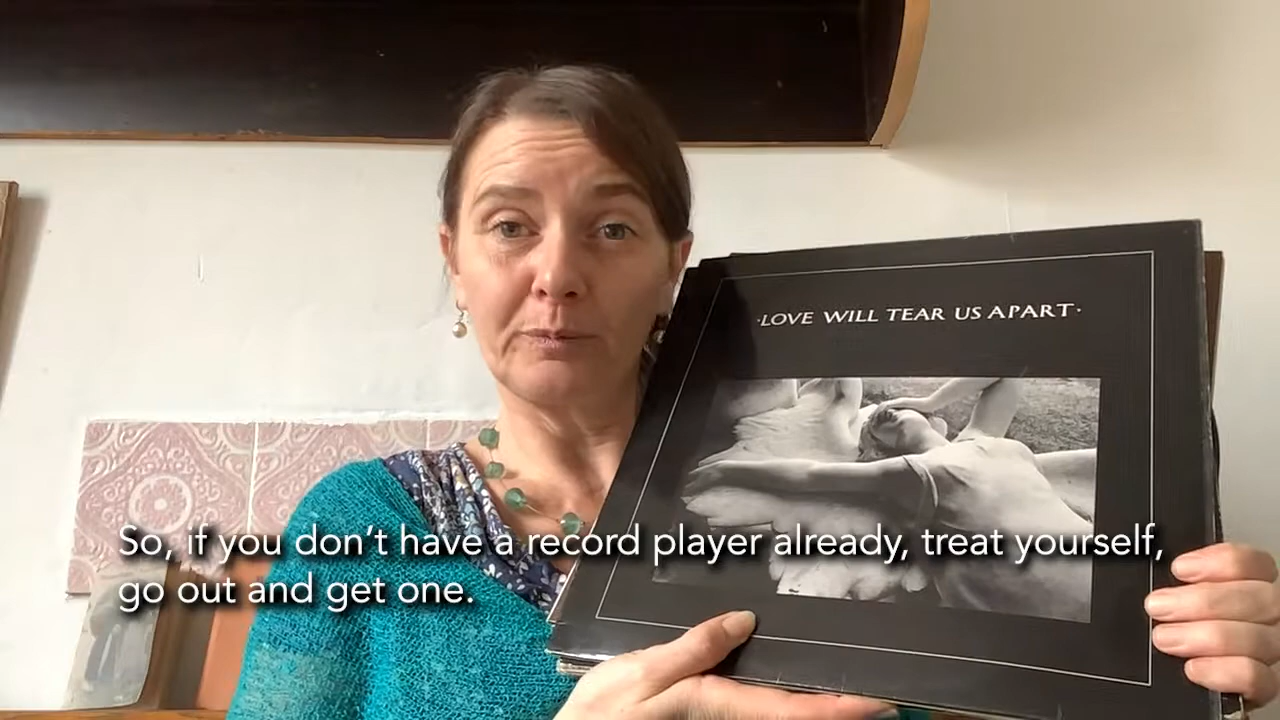 ·LOVE WILL TEAR US APART·
So, if you don’t have a record player already, treat yourself,
go out and get one.